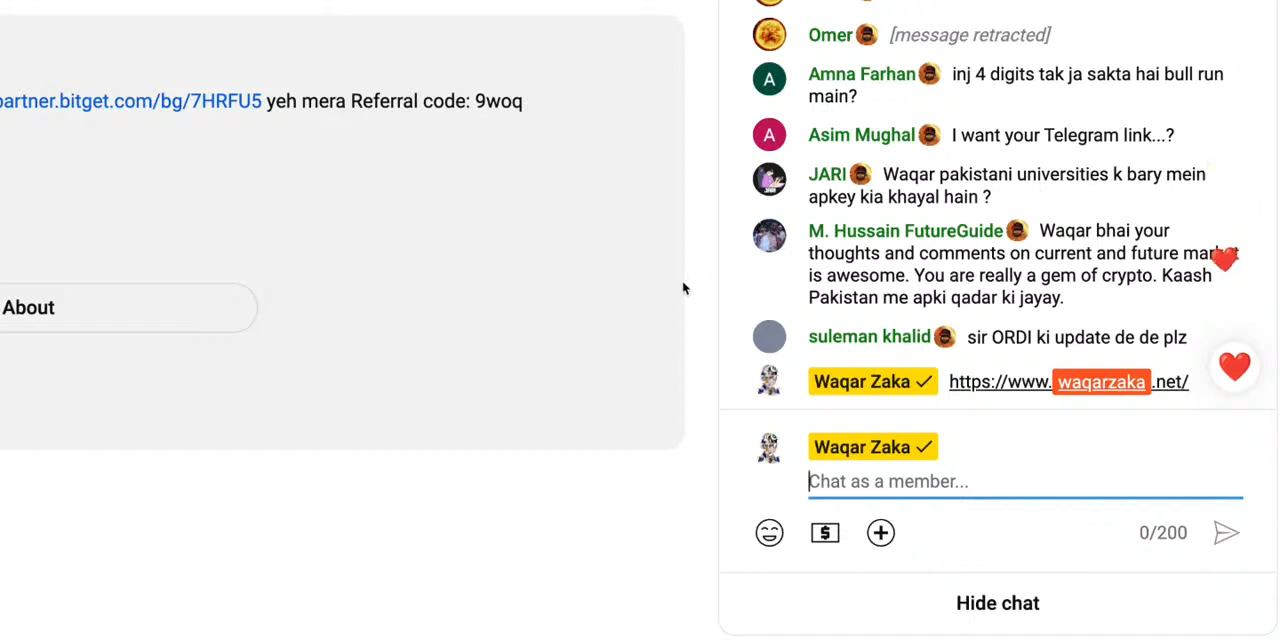 partner.bitget.com/bg/7HRFU5 yeh mera Referral code: 9woq
About
Omer [message retracted]
A Amna Farhan inj 4 digits tak ja sakta hai bull run
main?
A Asim Mughal I want your Telegram link...?
JARI Waqar pakistani universities k bary mein
apkey kia khayal hain ?
M. Hussain FutureGuide Waqar bhai your
thoughts and comments on current and future market
is awesome. You are really a gem of crypto. Kaash
Pakistan me apki qadar ki jayay.
suleman khalid sir ORDI ki update de de plz
Waqar Zaka ✓ https://www.waqarzaka.net/
Waqar Zaka ✓
Chat as a member...
$ 0/200
Hide chat